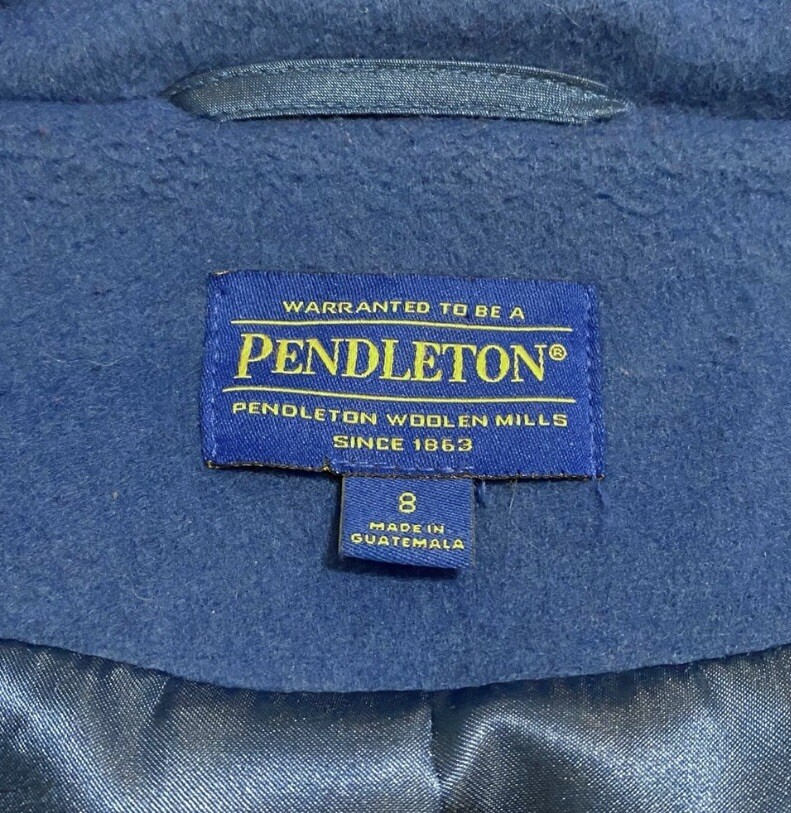 WARRANTED TO BE A
PENDLETON®
PENDLETON WOOLEN MILLS
SINCE 1863
8
MADE IN
GUATEMALA